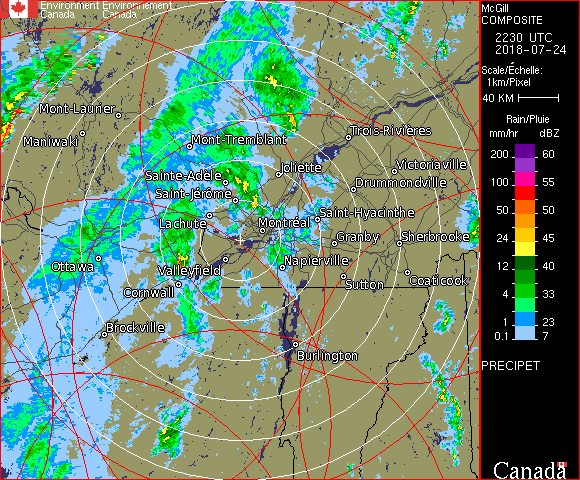 Environment Environnement
Canada Canada
Mont-Laurier
Maniwaki
Mont-Tremblant
Trois-Rivières
Sainte-Adèle
Joliette
Victoriaville
Saint-Jérôme
Drummondville
Lachute
Montréal
Saint-Hyacinthe
Granby
Sherbrooke
Ottawa
Valleyfield
Napierville
Cornwall
Sutton
Coaticook
Brockville
Burlington
McGill
COMPOSITE
2230 UTC
2018-07-24
Scale/Échelle:
1km/Pixel
40 KM
Rain/Pluie
mm/hr dBZ
200 60
100 55
50 50
24 45
12 40
4 33
1 23
0.1 7
PRECIPET
Canada